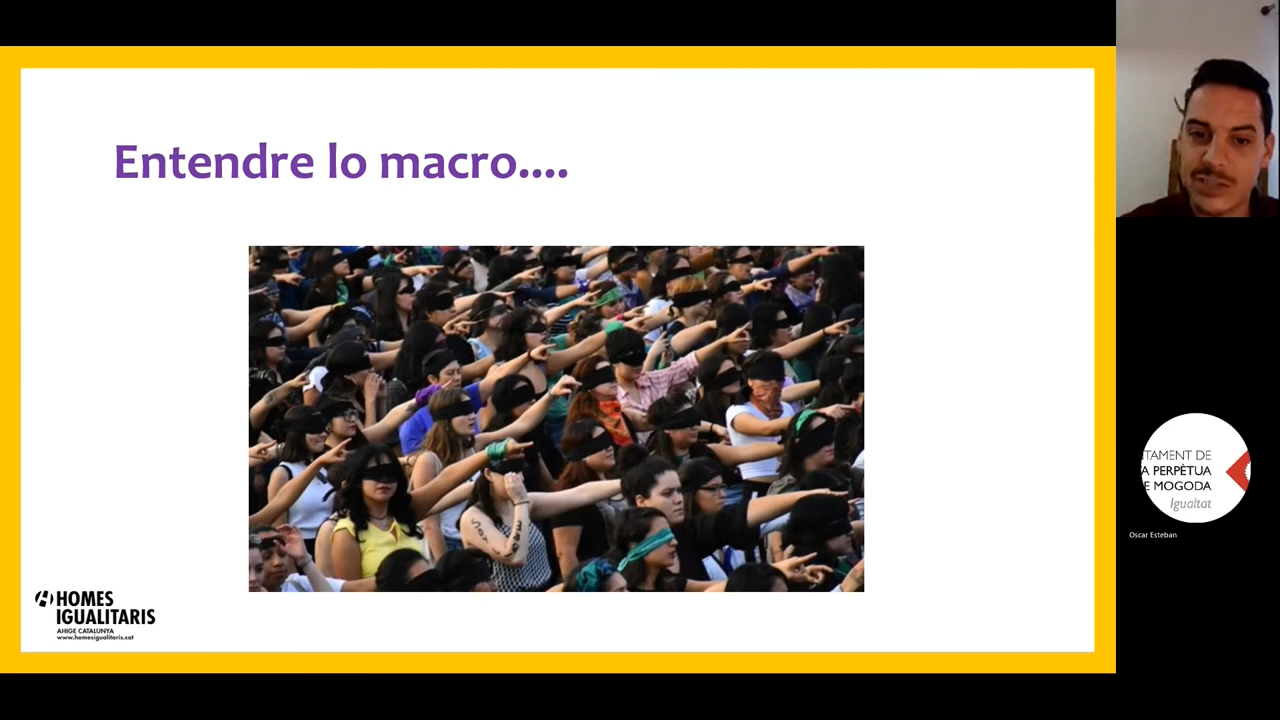 Entendre lo macro....
HOMES
IGUALITARIS
AHIGE CATALUNYA
www.homesigualitaris.cat
TAMENT DE
A PERPÈTUA
E MOGODA
Igualtat
Oscar Esteban